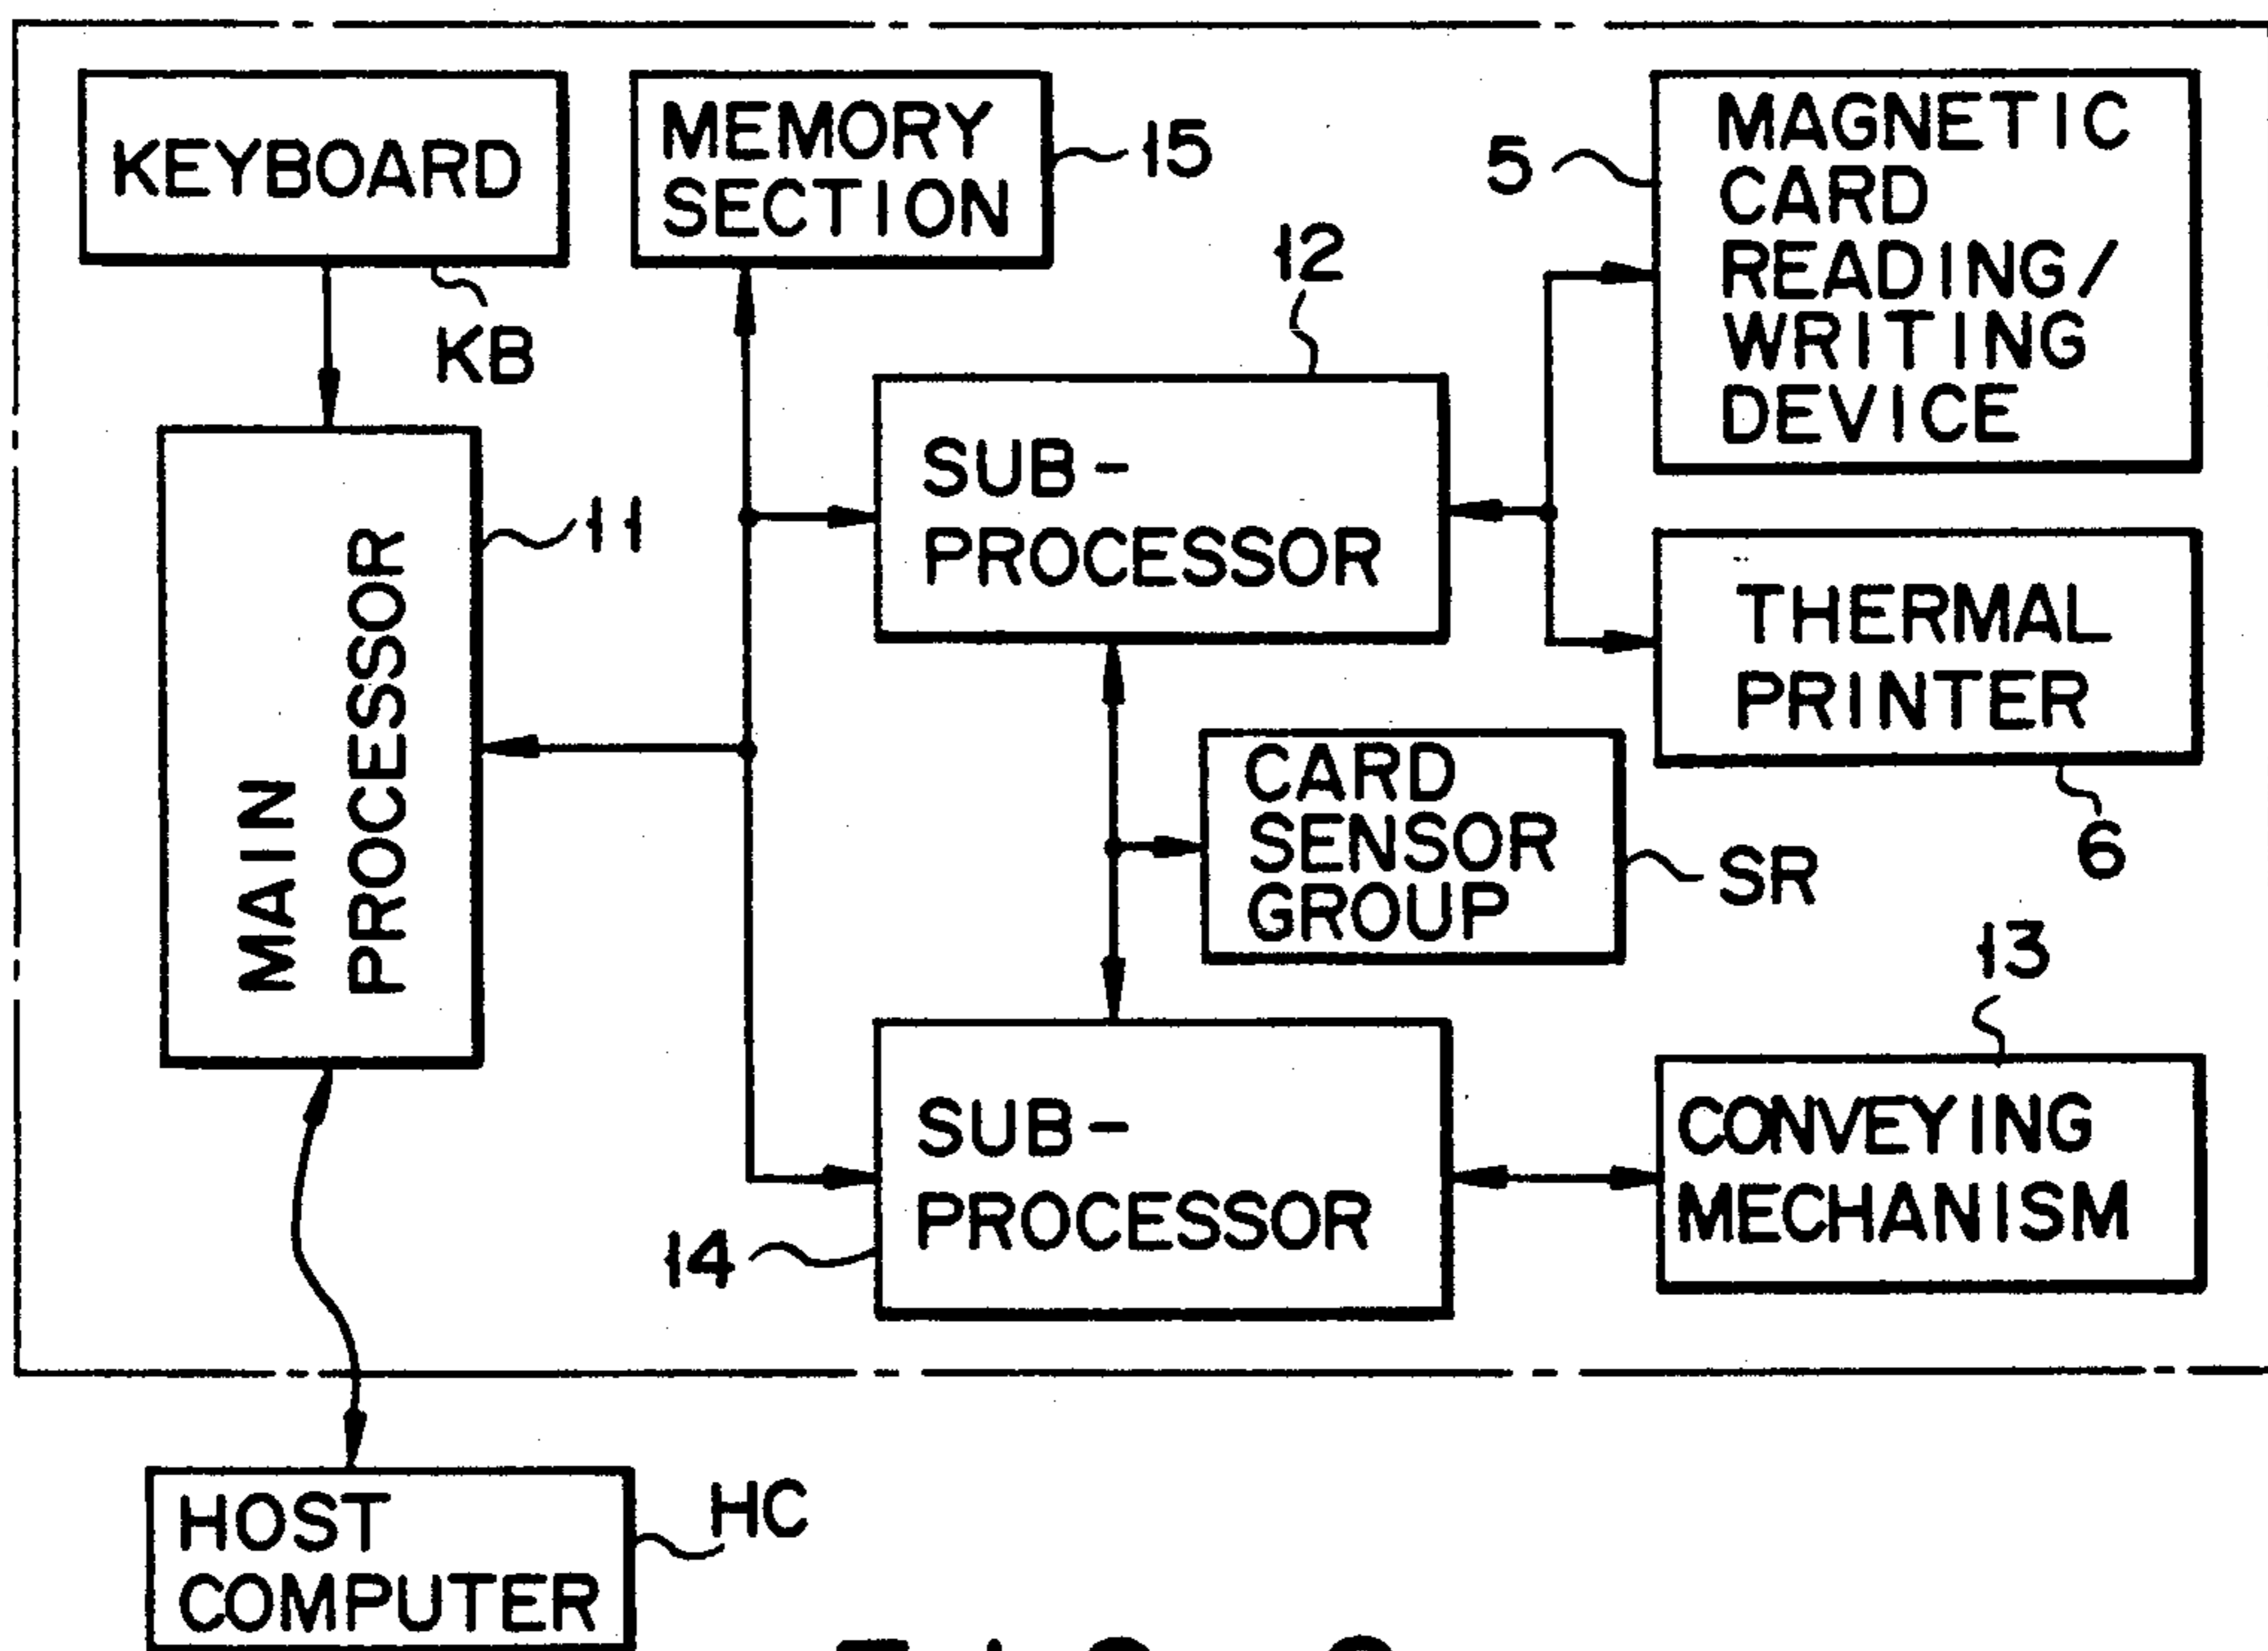 KEYBOARD
KB
MEMORY
SECTION
15
12
5
MAGNETIC
CARD
READING/
WRITING
DEVICE
MAIN
PROCESSOR
11
SUB-
PROCESSOR
THERMAL
PRINTER
6
CARD
SENSOR
GROUP
SR
13
SUB-
PROCESSOR
14
CONVEYING
MECHANISM
HOST
COMPUTER
HC